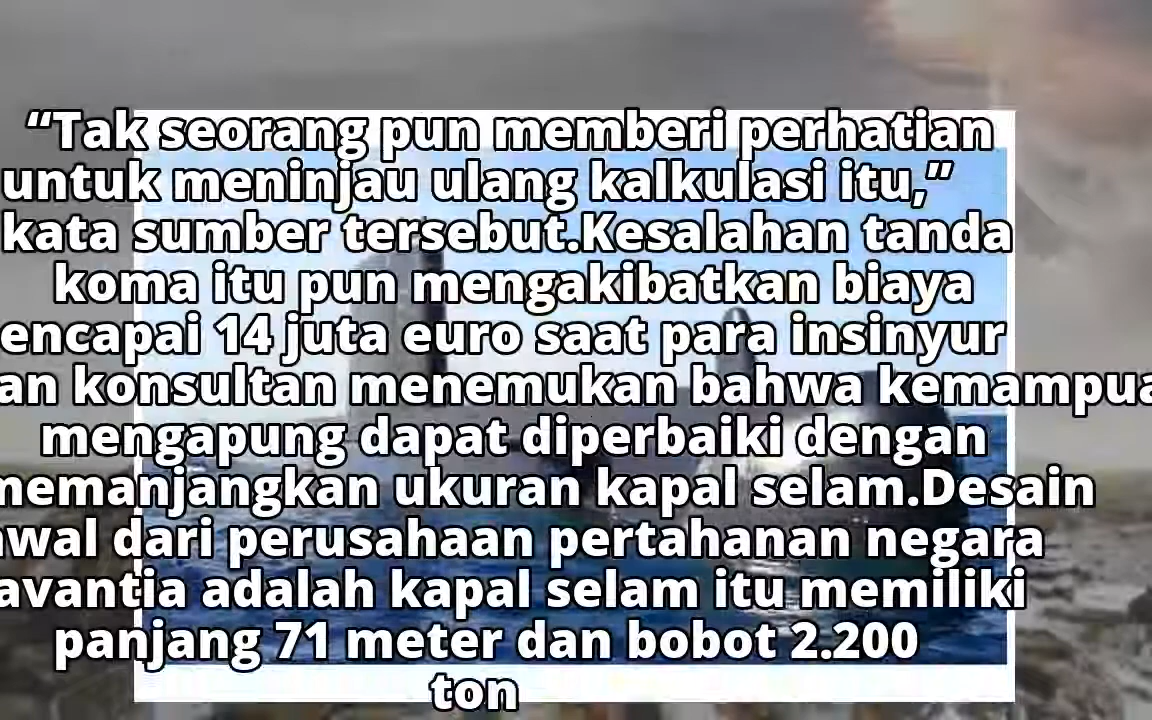 “Tak seorang pun memberi perhatian
untuk meninjau ulang kalkulasi itu,”
kata sumber tersebut.Kesalahan tanda
koma itu pun mengakibatkan biaya
encapai 14 juta euro saat para insinyur
an konsultan menemukan bahwa kemampua
mengapung dapat diperbaiki dengan
memanjangkan ukuran kapal selam.Desain
awal dari perusahaan pertahanan negara
avantia adalah kapal selam itu memiliki
panjang 71 meter dan bobot 2.200
ton